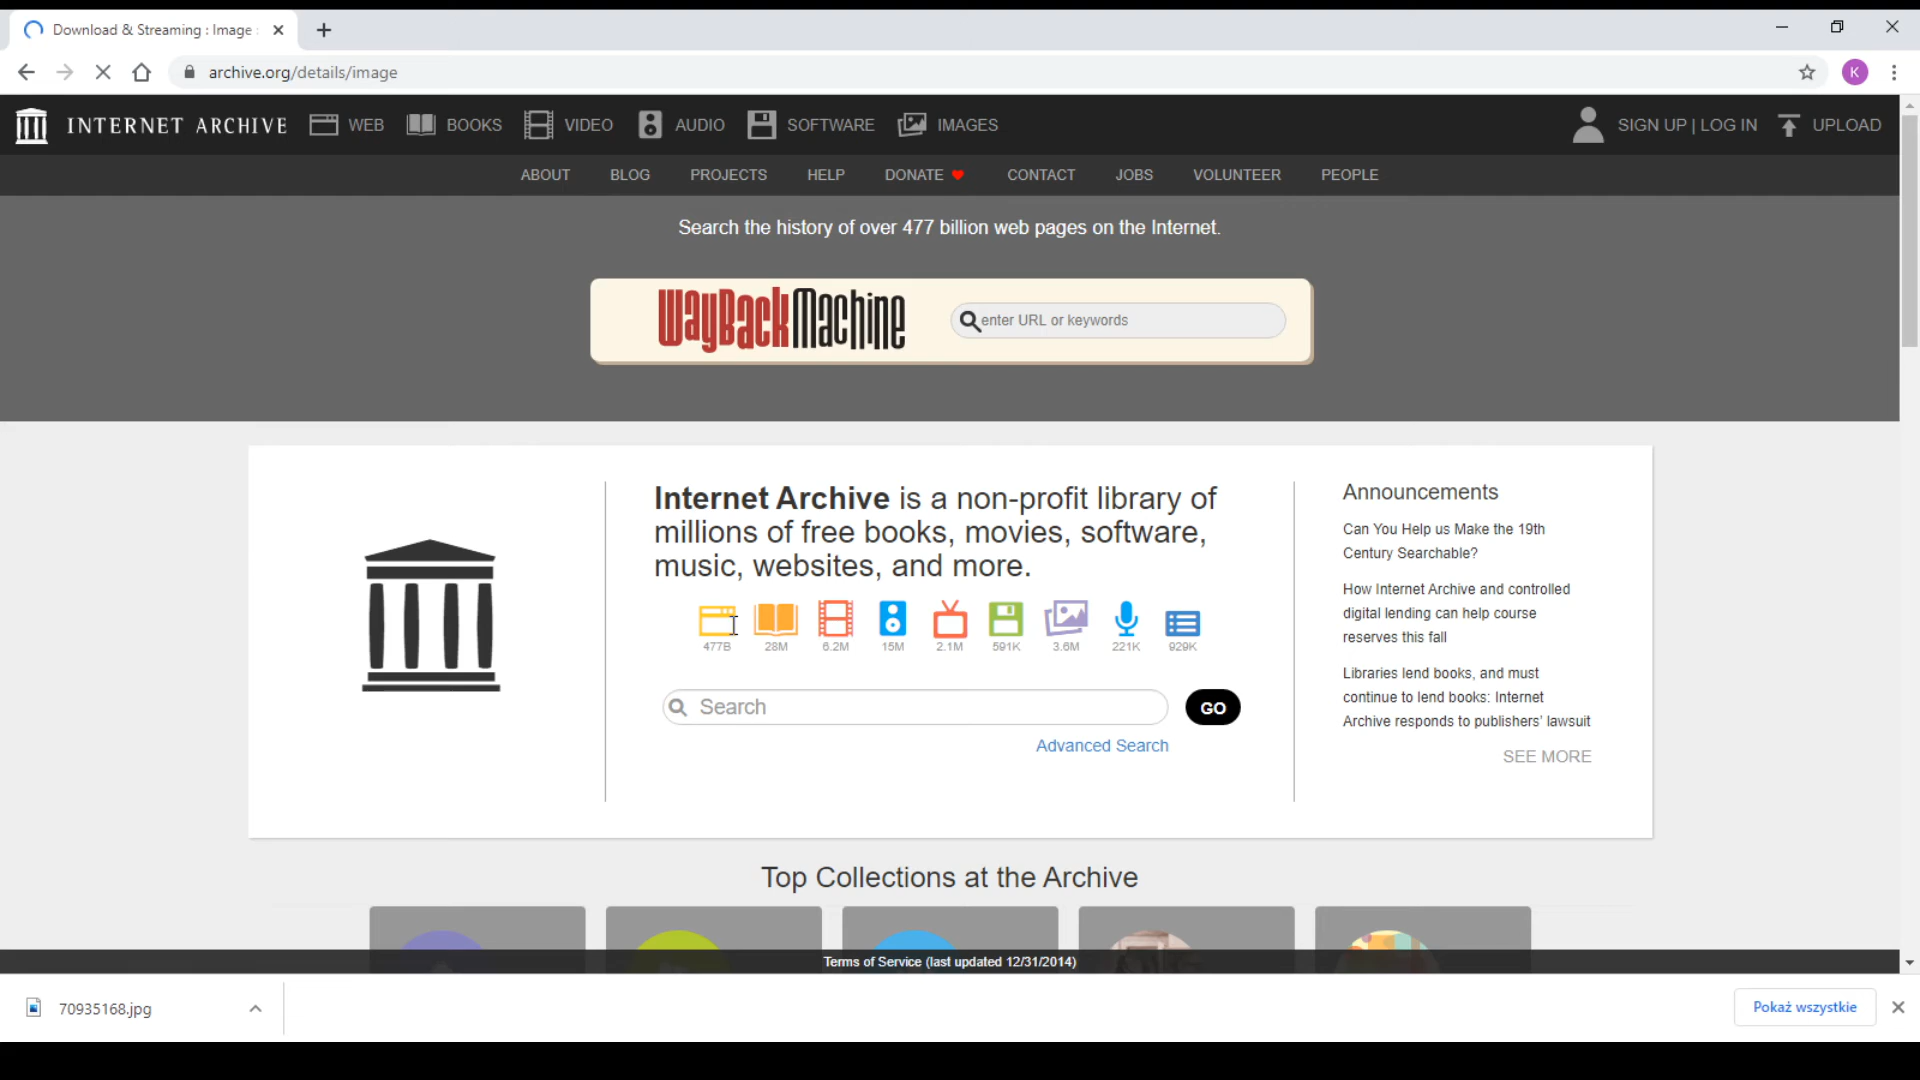 Download & Streaming : Image :
archive.org/details/image
K
INTERNET ARCHIVE WEB BOOKS VIDEO AUDIO SOFTWARE IMAGES SIGN UP | LOG IN UPLOAD
ABOUT BLOG PROJECTS HELP DONATE CONTACT JOBS VOLUNTEER PEOPLE
Search the history of over 477 billion web pages on the Internet.
WayBackMachine enter URL or keywords
Internet Archive is a non-profit library of
millions of free books, movies, software,
music, websites, and more.
477B 28M 6.2M 15M 2.1M 591K 3.6M 221K 929K
Search GO
Advanced Search
Announcements
Can You Help us Make the 19th
Century Searchable?
How Internet Archive and controlled
digital lending can help course
reserves this fall
Libraries lend books, and must
continue to lend books: Internet
Archive responds to publishers' lawsuit
SEE MORE
Top Collections at the Archive
Terms of Service (last updated 12/31/2014)
70935168.jpg
Pokaż wszystkie